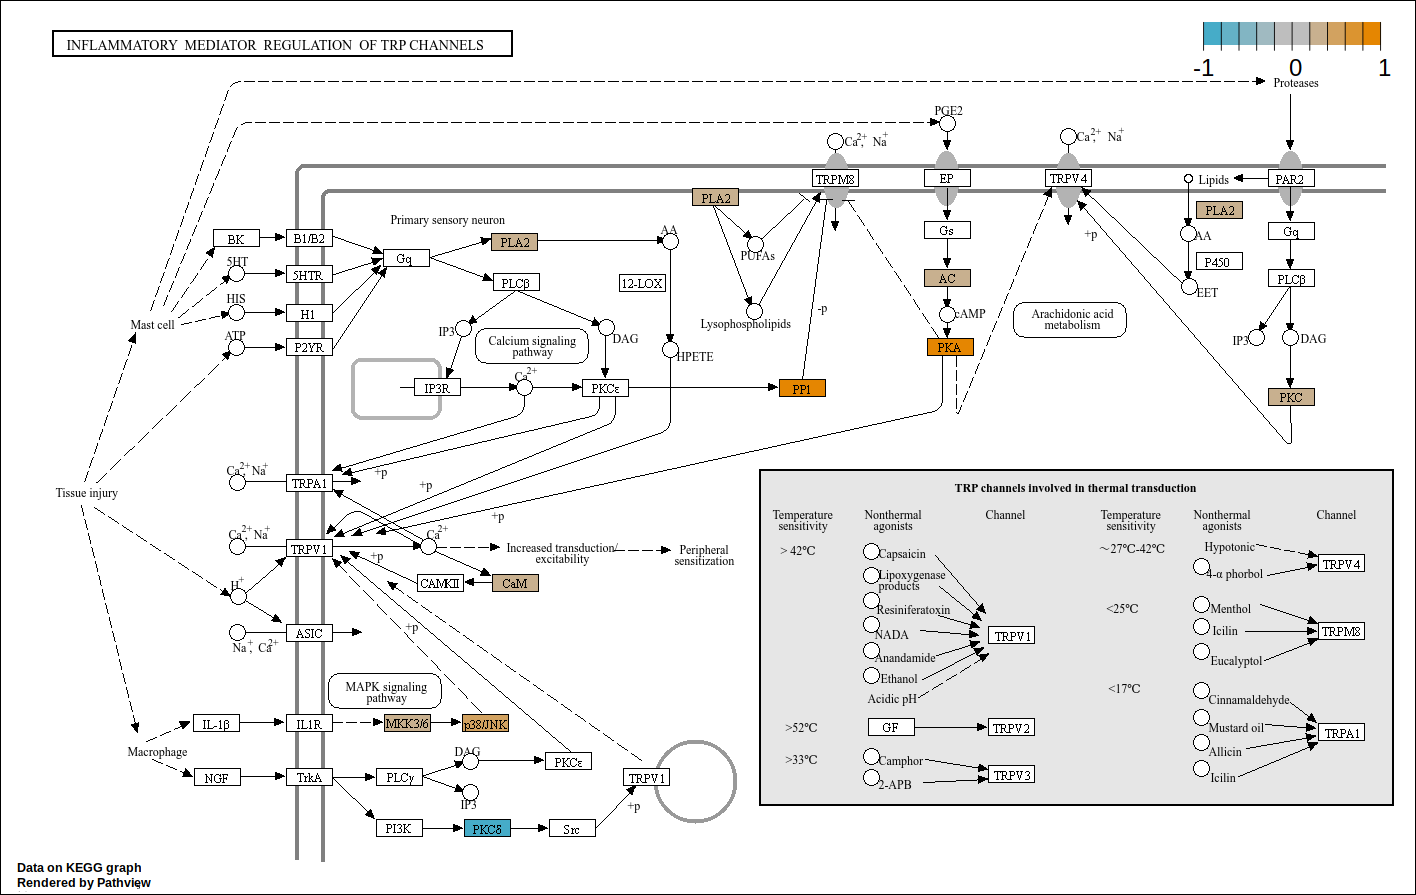 INFLAMMATORY MEDIATOR REGULATION OF TRP CHANNELS
-1 0 1
Proteases
PGE2
Ca2+, Na+
Ca2+, Na+
TRPM8
EP
TRPV4
Lipids
PAR2
PLA2
PLA2
Primary sensory neuron
BK
B1/B2
Gq
PLA2
AA
PUFAs
Gs
+p
AA
Gq
5HT
5HTR
PLCβ
12-LOX
AC
P450
PLCβ
HIS
H1
IP3
DAG
Lysophospholipids
-p
cAMP
EET
Mast cell
ATP
P2YR
Calcium signaling
pathway
HPETE
PKA
Arachidonic acid
metabolism
IP3
DAG
IP3R
Ca2+
PKCε
PP1
PKC
Ca2+, Na+
TRPA1
+p
+p
Tissue injury
+p
Ca2+, Na+
TRPV1
Ca2+
+p
Increased transduction/
excitability
Peripheral
sensitization
CAMKII
CaM
H+
ASIC
Na+, Ca2+
+p
MAPK signaling
pathway
IL-1β
IL1R
MKK3/6
p38/JNK
Macrophage
NGF
TrkA
PLCγ
DAG
IP3
PKCε
TRPV1
+p
PI3K
PKCδ
Src
TRP channels involved in thermal transduction
Temperature
sensitivity
Nonthermal
agonists
Channel
> 42℃
Capsaicin
Lipoxygenase
products
Resiniferatoxin
NADA
Anandamide
Ethanol
Acidic pH
TRPV1
>52℃
GF
TRPV2
>33℃
Camphor
2-APB
TRPV3
Temperature
sensitivity
Nonthermal
agonists
Channel
~27℃-42℃
Hypotonic
4-α phorbol
TRPV4
<25℃
Menthol
Icilin
Eucalyptol
TRPM8
<17℃
Cinnamaldehyde
Mustard oil
Allicin
Icilin
TRPA1
Data on KEGG graph
Rendered by Pathview